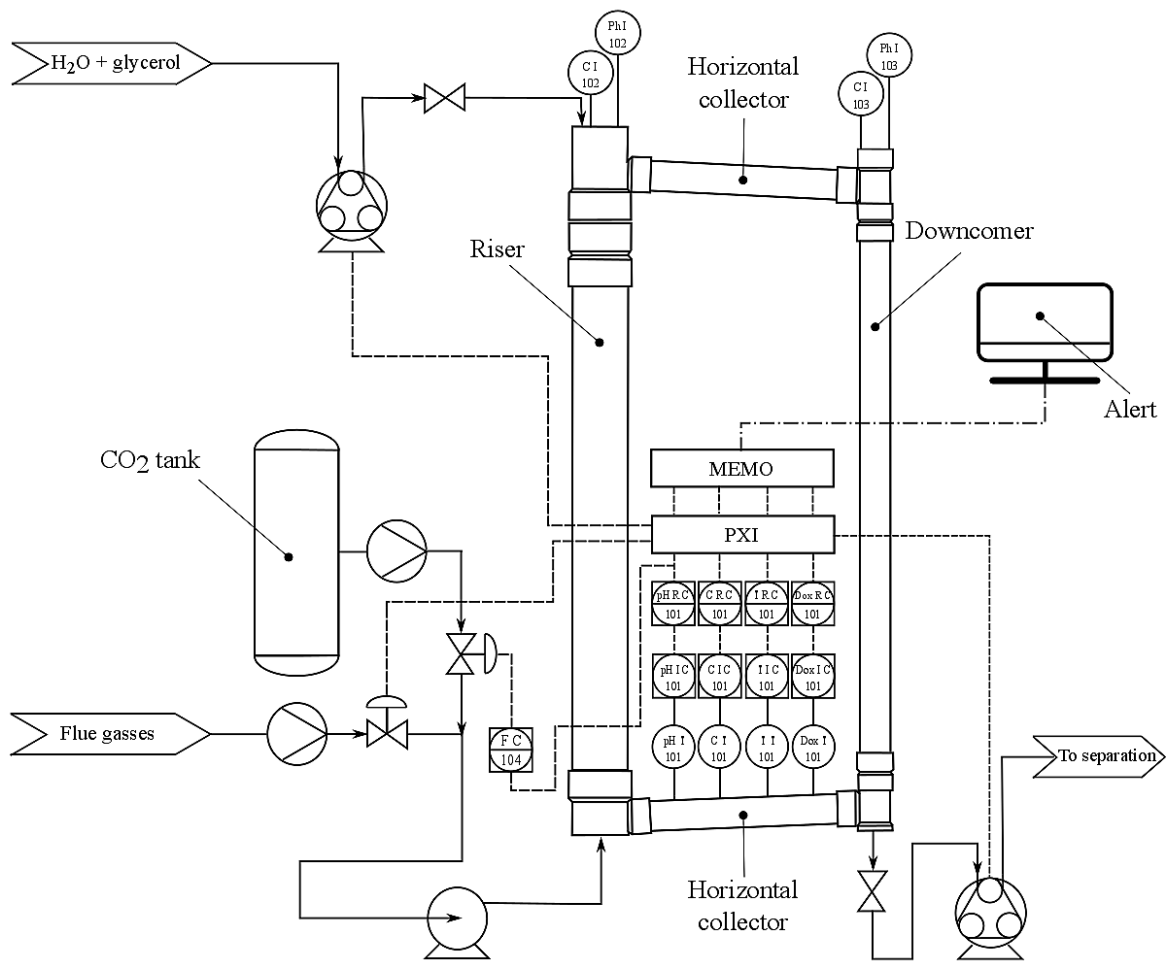 PhI
102
PhI
103
H2O + glycerol
C I
102
Horizontal
collector
C I
103
Riser
Downcomer
Alert
CO2 tank
MEMO
PXI
pH R C
101
C R C
101
I R C
101
Dox R C
101
pH I C
101
C I C
101
I I C
101
Dox I C
101
Flue gasses
F C
104
pH I
101
C I
101
I I
101
Dox I
101
To separation
Horizontal
collector